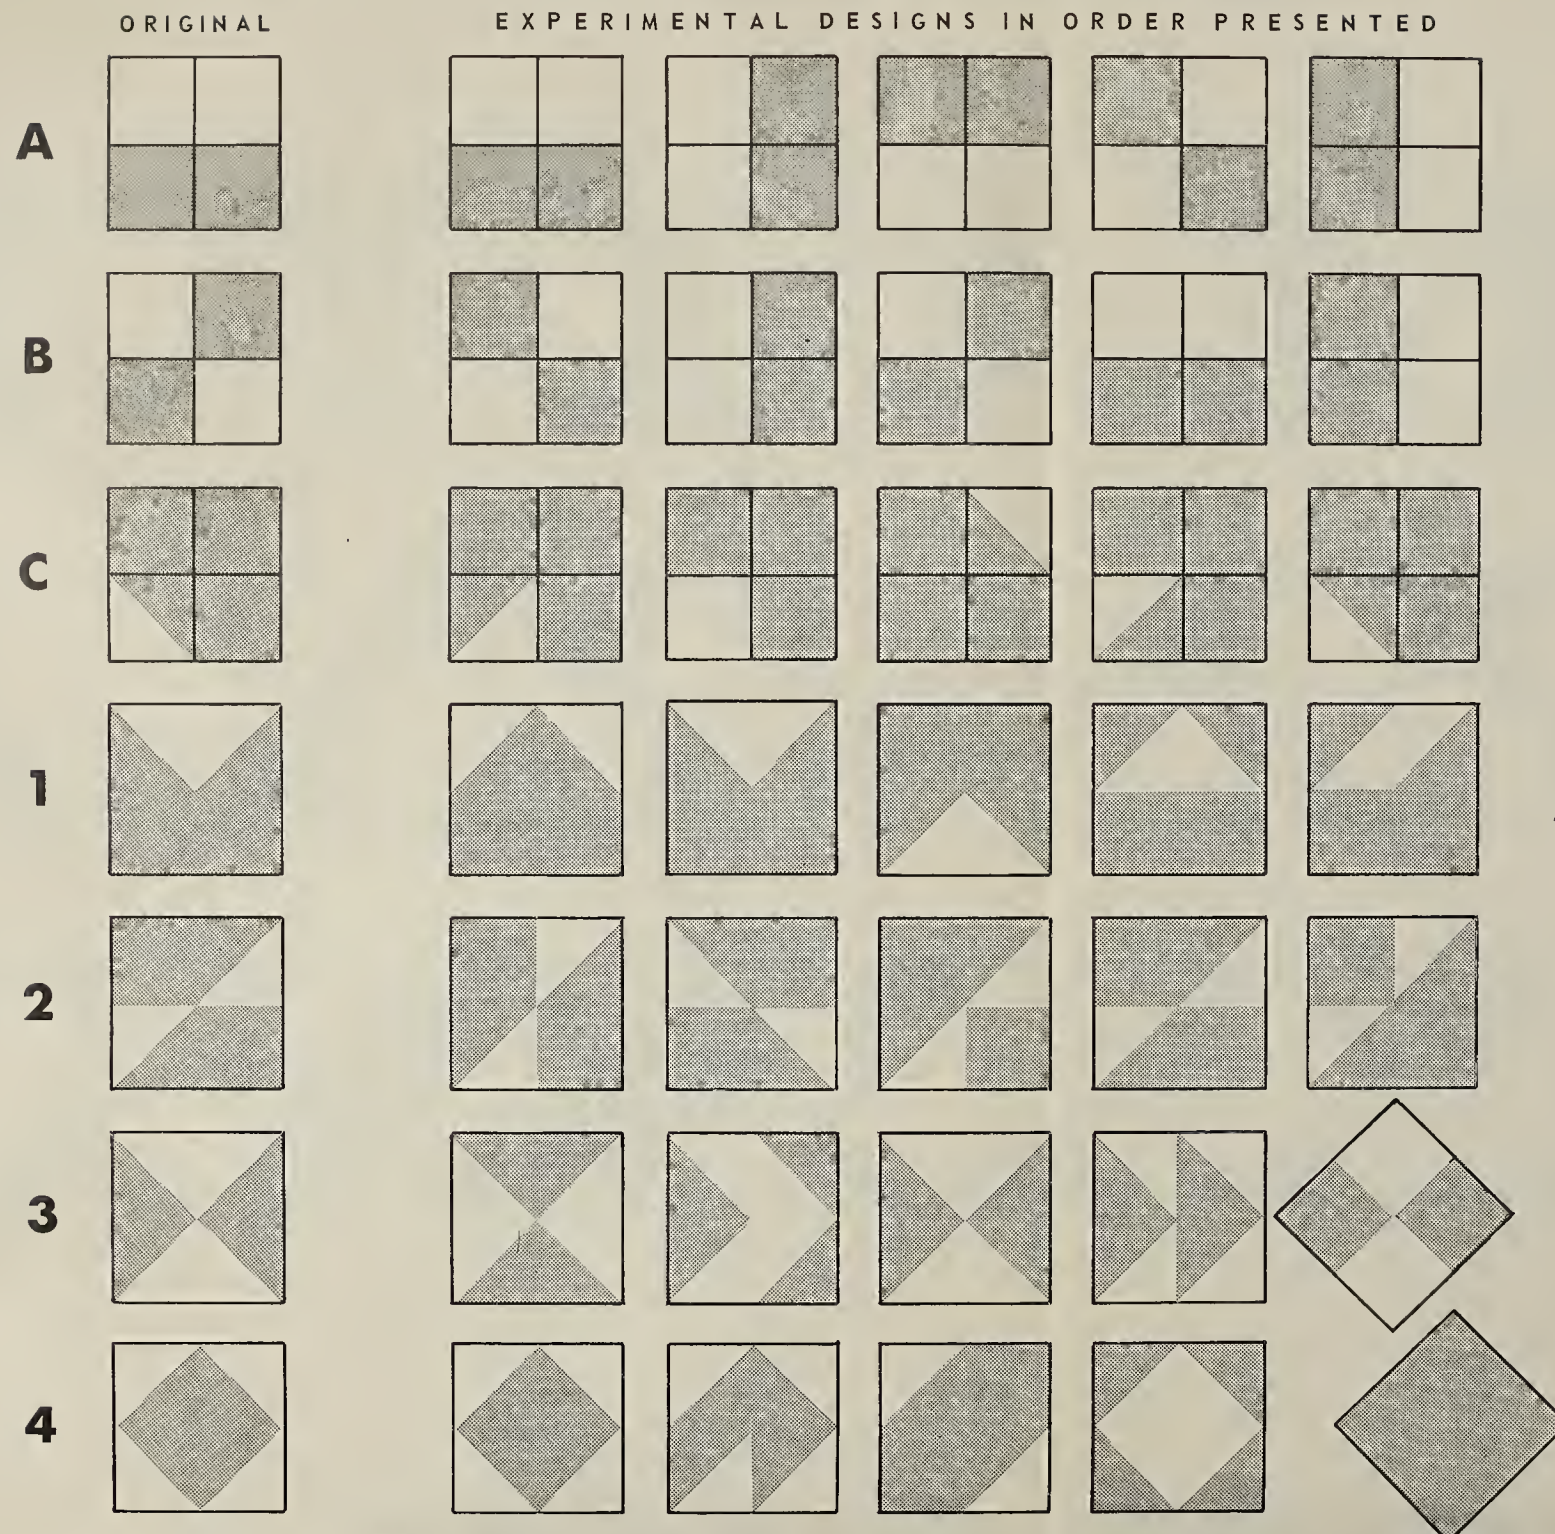 ORIGINAL EXPERIMENTAL DESIGNS IN ORDER PRESENTED
A
B
C
1
2
3
4